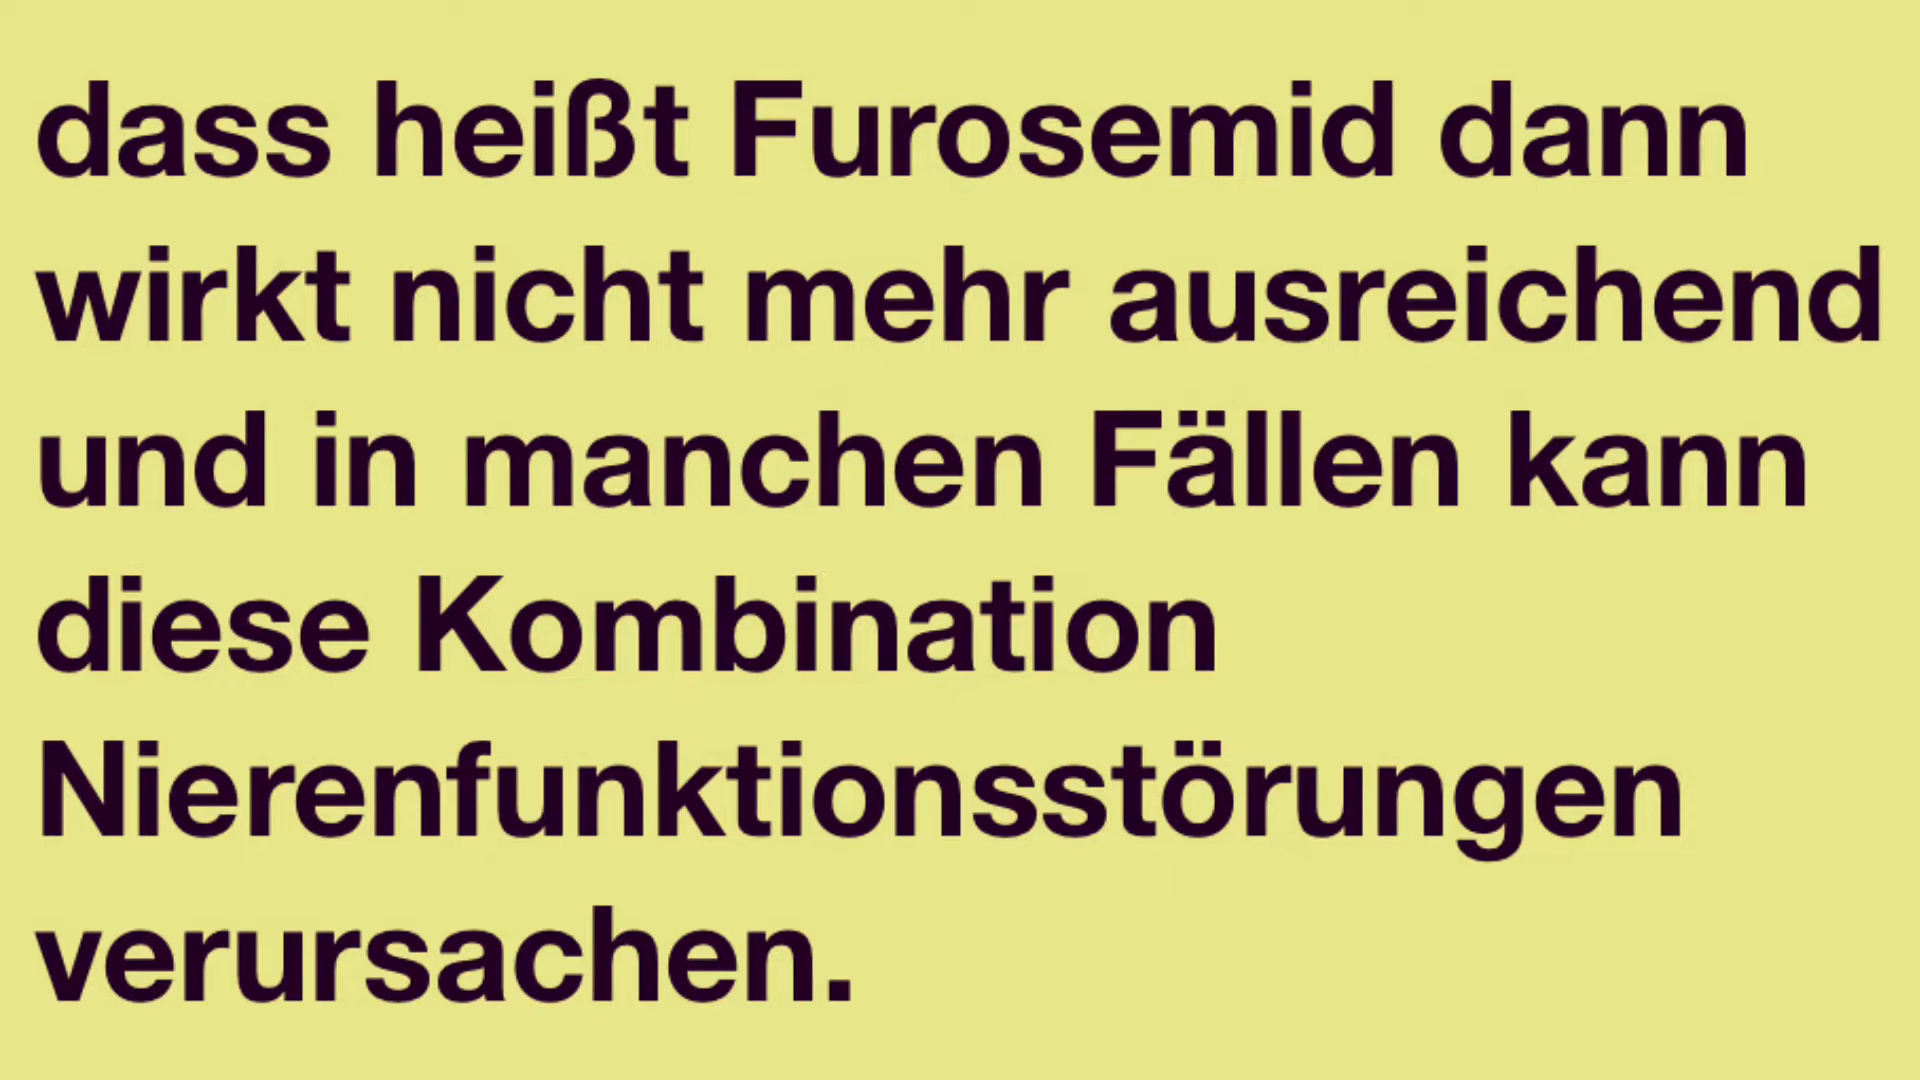 dass heißt Furosemid dann
wirkt nicht mehr ausreichend
und in manchen Fällen kann
diese Kombination
Nierenfunktionsstörungen
verursachen.